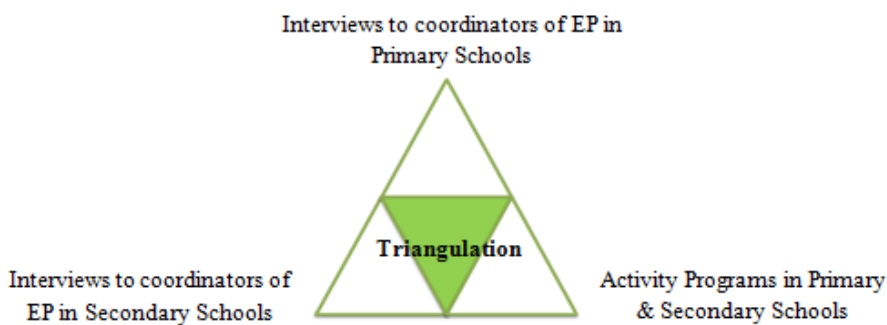 Interviews to coordinators of EP in
Primary Schools
Triangulation
Interviews to coordinators of
EP in Secondary Schools
Activity Programs in Primary
& Secondary Schools